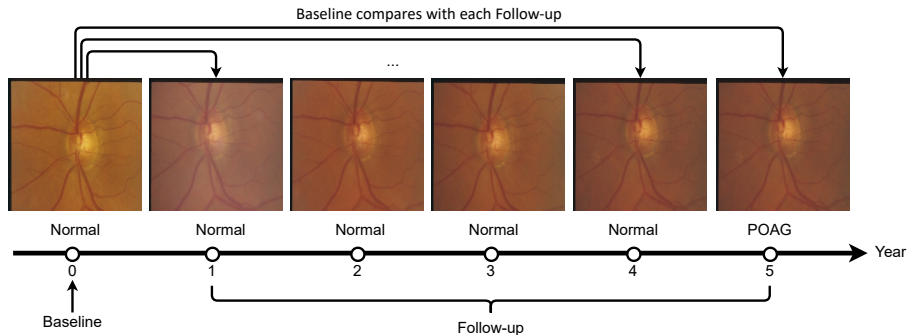 Baseline compares with each Follow-up
...
Normal Normal Normal Normal Normal POAG
Year
0 1 2 3 4 5
Baseline
Follow-up